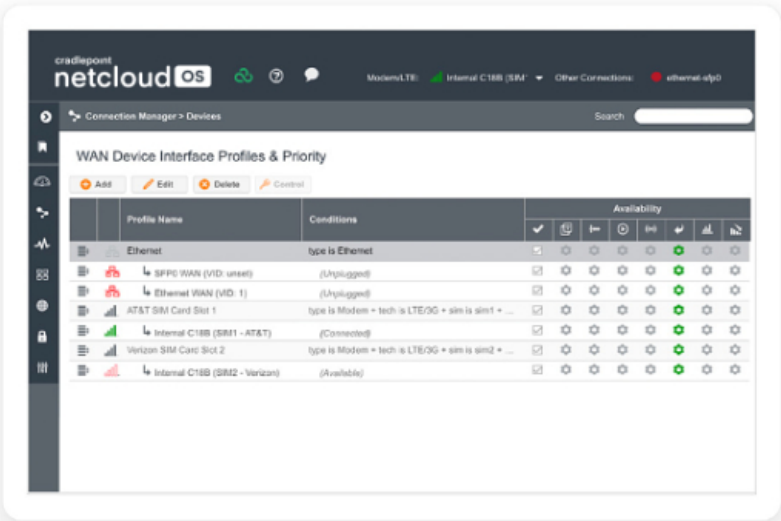 cradlepoint
netcloud OS
Modem/LTE: Internal C18B (SIM* Other Connections: ethernet-sfp0
Connection Manager > Devices Search
WAN Device Interface Profiles & Priority
Add Edit Delete Control
Availability
Profile Name Conditions
Ethernet type is Ethernet
SFP0 WAN (VID: unset) (Unplugged)
Ethernet WAN (VID: 1) (Unplugged)
AT&T SIM Card Slot 1 type is Modem + tech is LTE/3G + sim is sim1 + ...
Internal C18B (SIM1 - AT&T) (Connected)
Verizon SIM Card Slot 2 type is Modem + tech is LTE/3G + sim is sim2 + ...
Internal C18B (SIM2 - Verizon) (Available)